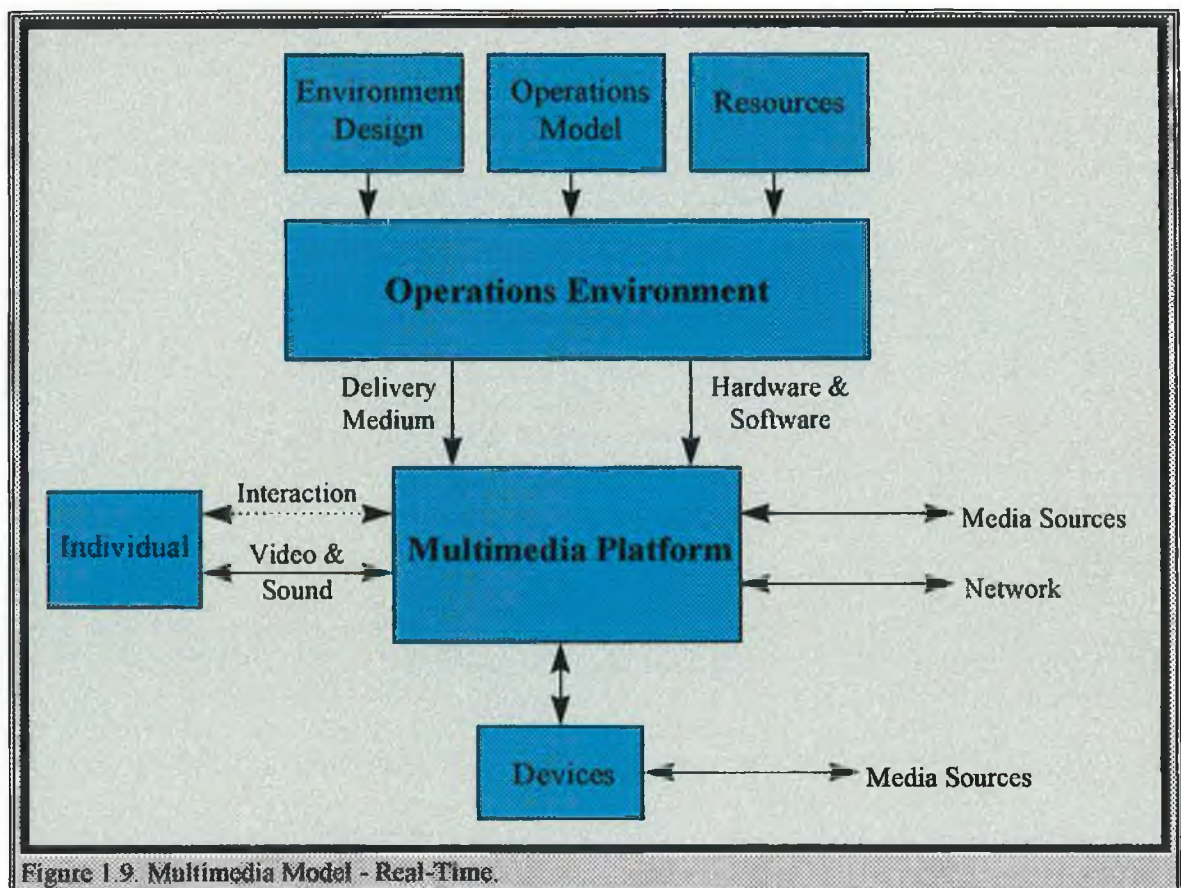 Environment
Design
Operations
Model
Resources
Operations Environment
Delivery
Medium
Hardware &
Software
Interaction
Individual
Video &
Sound
Multimedia Platform
Media Sources
Network
Devices
Media Sources
Figure 1.9. Multimedia Model - Real-Time.